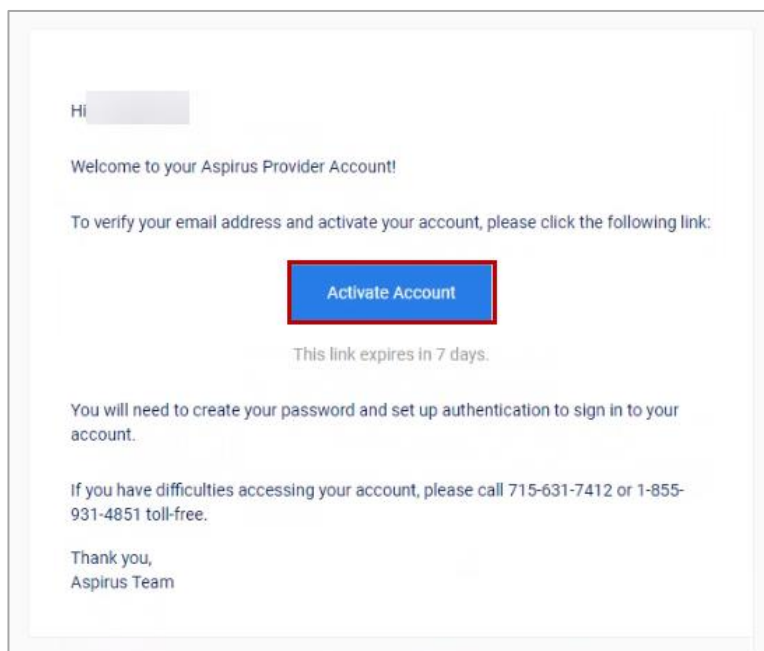 Hi
Welcome to your Aspirus Provider Account!
To verify your email address and activate your account, please click the following link:
Activate Account
This link expires in 7 days.
You will need to create your password and set up authentication to sign in to your
account.
If you have difficulties accessing your account, please call 715-631-7412 or 1-855-
931-4851 toll-free.
Thank you,
Aspirus Team